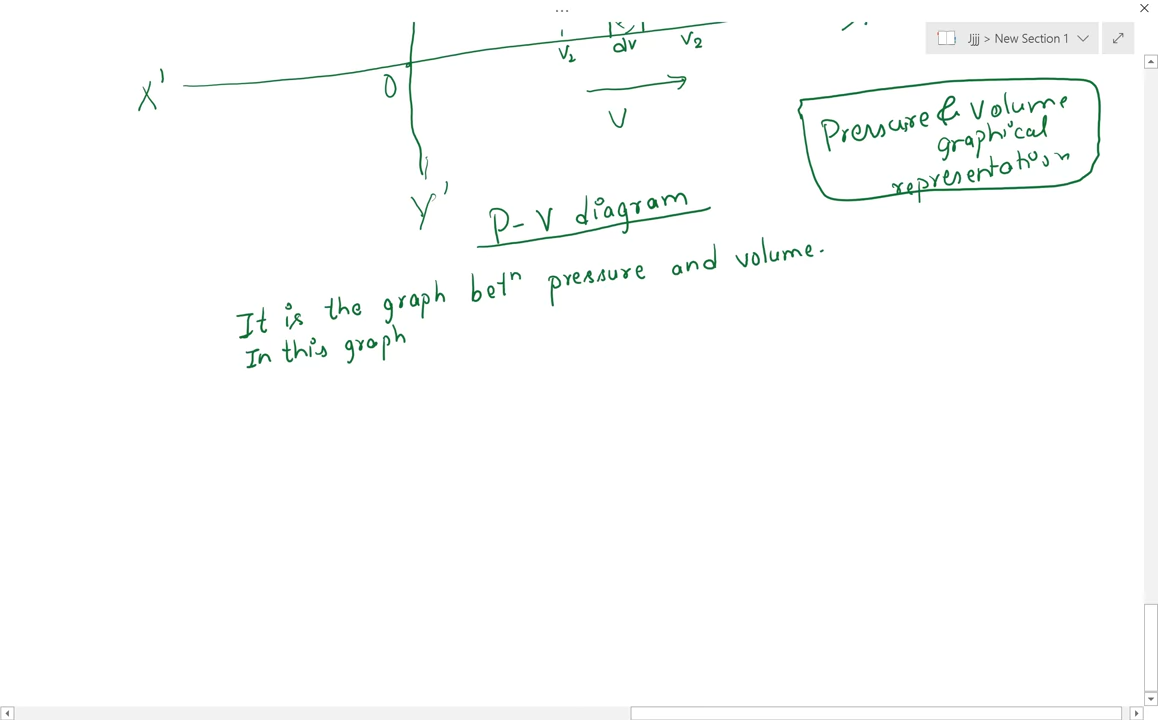 Jjjj > New Section 1
V₂ dv V₂
X' O
V
Pressure & Volume
graphical
representation
Y'
P-V diagram
It is the graph betⁿ pressure and volume.
In this graph